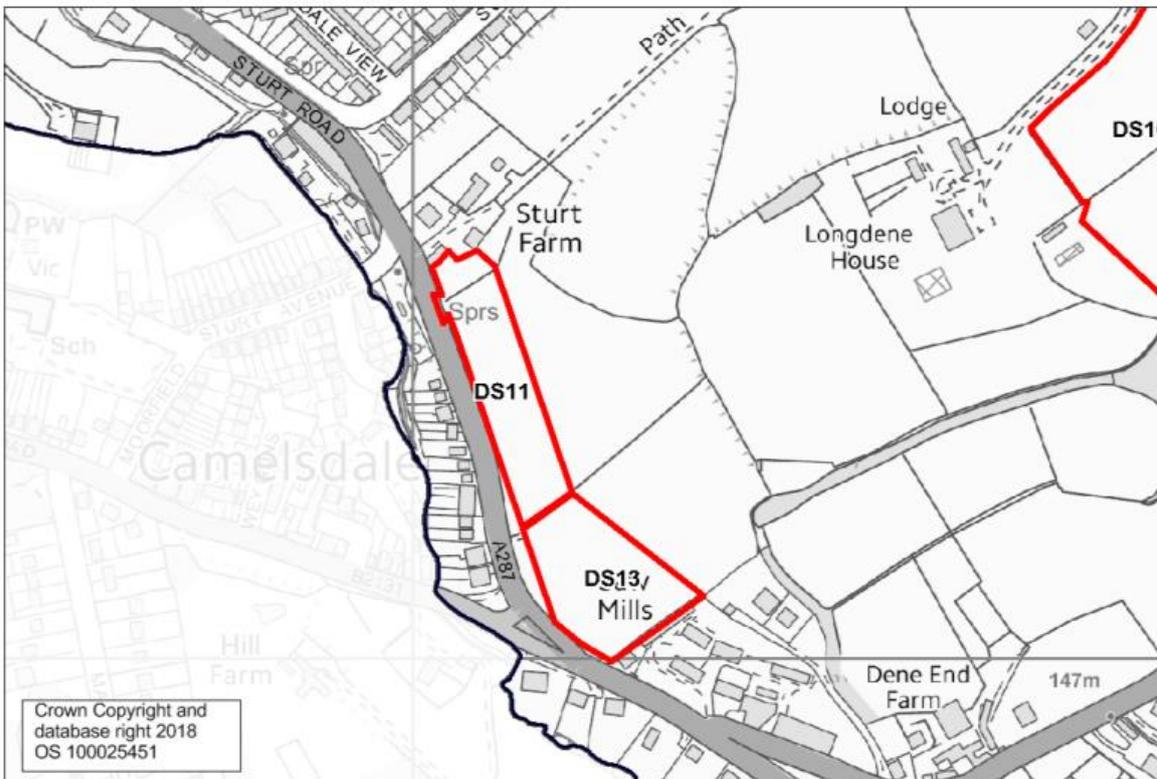 DALE VIEW
STURT ROAD
Path
Lodge
DS1
PW
Vic
Sturt
Farm
Longdene
House
STURT AVENUE
Sprs
Sch
MOORFIELD
DS11
Camelsdale
A287
B2131
DS13
Mills
Hill
Farm
Dene End
Farm
147m
Crown Copyright and
database right 2018
OS 100025451